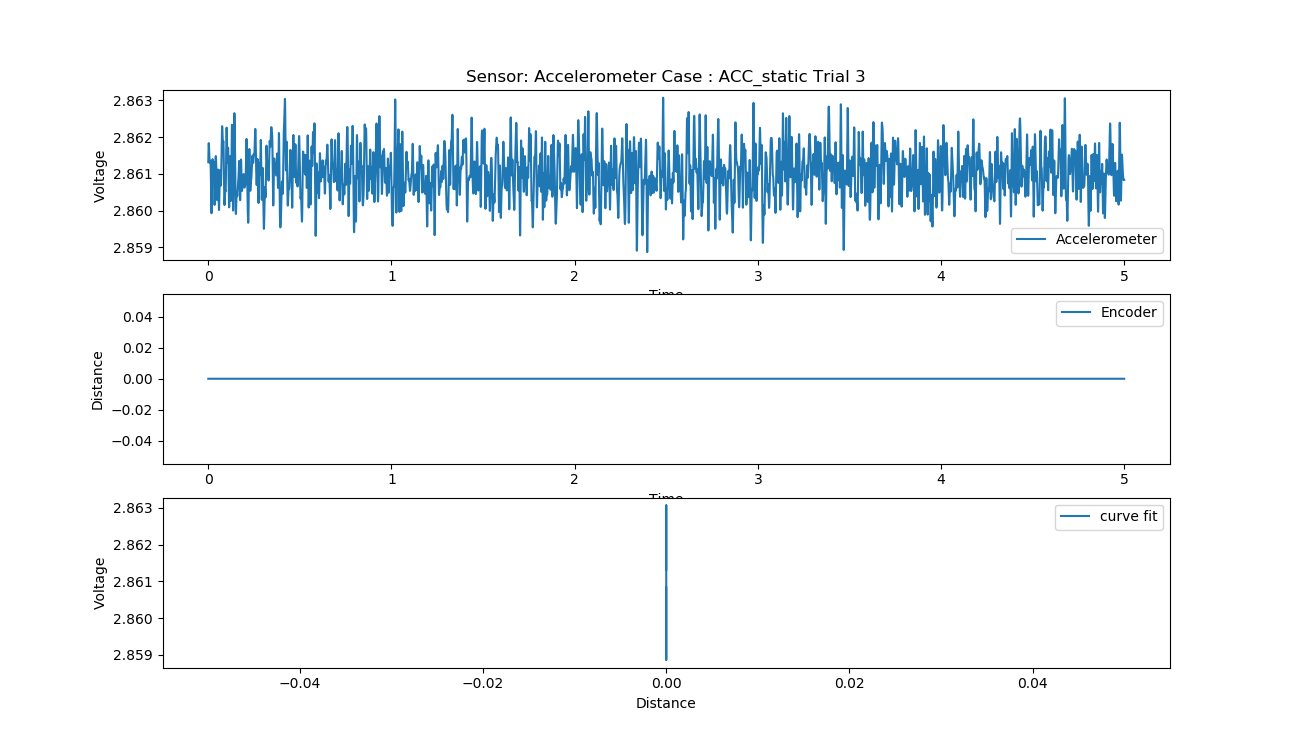 Sensor: Accelerometer Case : ACC_static Trial 3
2.863
2.862
2.861
2.860
2.859
Voltage
Accelerometer
0 1 2 3 4 5
Time
0.04
0.02
0.00
−0.02
−0.04
Distance
Encoder
0 1 2 3 4 5
Time
2.863
2.862
2.861
2.860
2.859
Voltage
curve fit
−0.04 −0.02 0.00 0.02 0.04
Distance